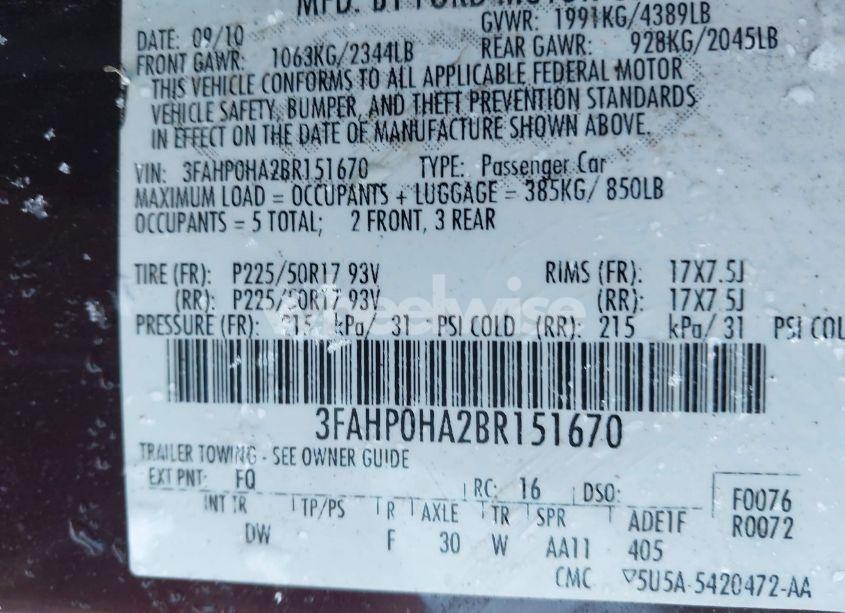 MFD. BY FORD MOTOR
DATE: 09/10 GVWR: 1991KG/4389LB
FRONT GAWR: 1063KG/2344LB REAR GAWR: 928KG/2045LB
THIS VEHICLE CONFORMS TO ALL APPLICABLE FEDERAL MOTOR
VEHICLE SAFETY, BUMPER, AND THEFT PREVENTION STANDARDS
IN EFFECT ON THE DATE OF MANUFACTURE SHOWN ABOVE.
VIN: 3FAHP0HA2BR151670 TYPE: Passenger Car
MAXIMUM LOAD = OCCUPANTS + LUGGAGE = 385KG/ 850LB
OCCUPANTS = 5 TOTAL; 2 FRONT, 3 REAR
TIRE (FR): P225/50R17 93V RIMS (FR): 17X7.5J
(RR): P225/50R17 93V (RR): 17X7.5J
wheelwise
PRESSURE (FR): 215 kPa/ 31 PSI COLD (RR): 215 kPa/ 31 PSI COL
3FAHP0HA2BR151670
TRAILER TOWING - SEE OWNER GUIDE
EXT PNT: FQ RC: 16 DSO: F0076
INT TR TP/PS R AXLE TR SPR ADE1F R0072
DW F 30 W AA11 405
CMC ▽5U5A-5420472-AA